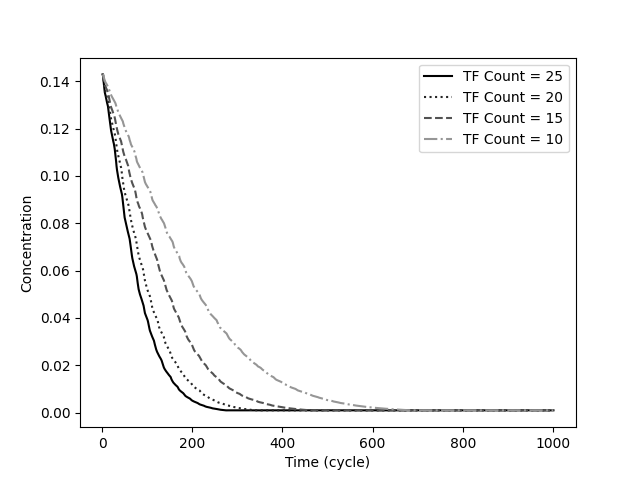 TF Count = 25
TF Count = 20
TF Count = 15
TF Count = 10
Concentration
0.14
0.12
0.10
0.08
0.06
0.04
0.02
0.00
0 200 400 600 800 1000
Time (cycle)